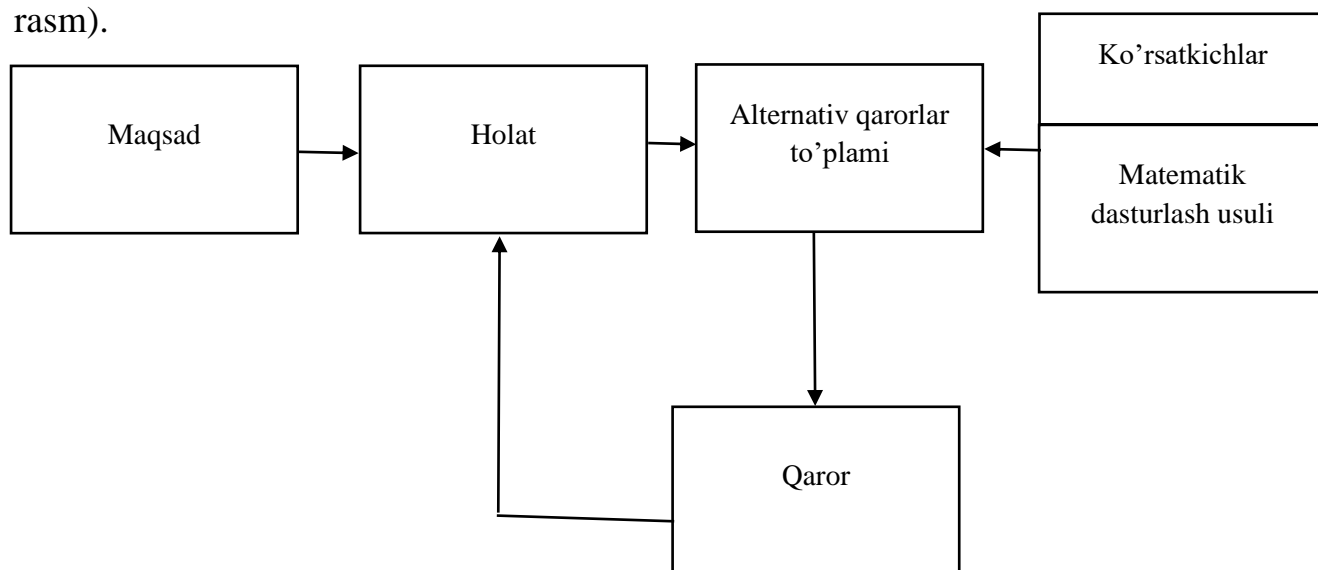 rasm).
Maqsad
Holat
Alternativ qarorlar
to’plami
Ko’rsatkichlar
Matematik
dasturlash usuli
Qaror